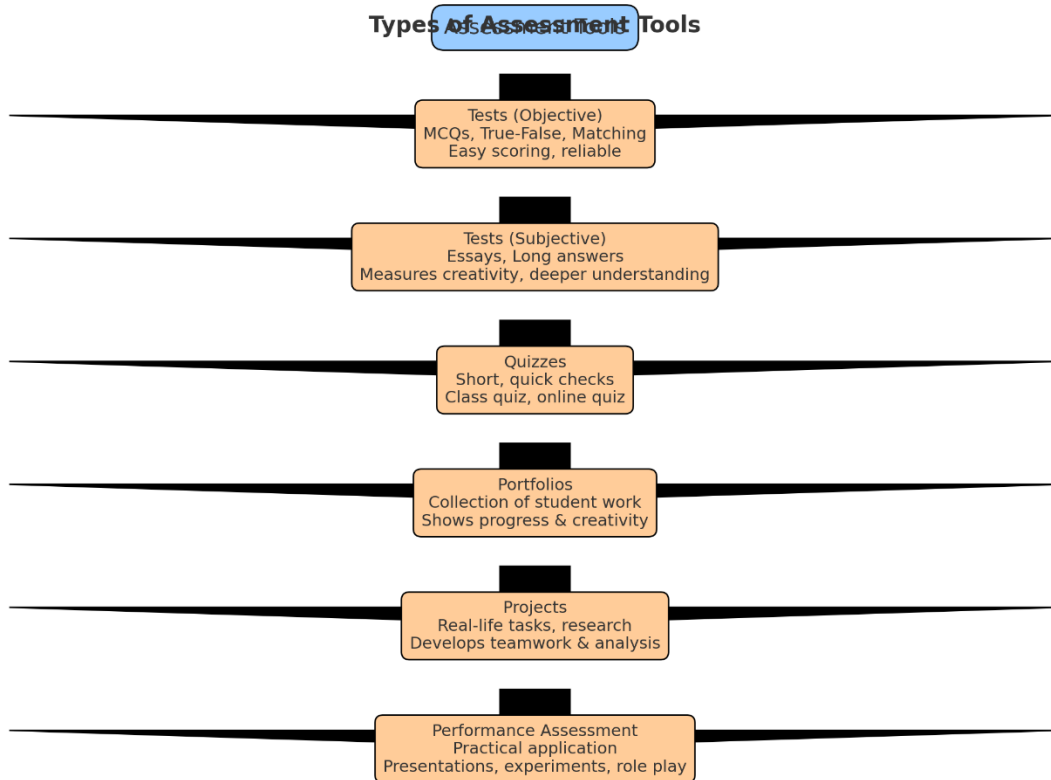 Types of Assessment Tools
Assessment Tools
Tests (Objective)
MCQs, True-False, Matching
Easy scoring, reliable
Tests (Subjective)
Essays, Long answers
Measures creativity, deeper understanding
Quizzes
Short, quick checks
Class quiz, online quiz
Portfolios
Collection of student work
Shows progress & creativity
Projects
Real-life tasks, research
Develops teamwork & analysis
Performance Assessment
Practical application
Presentations, experiments, role play